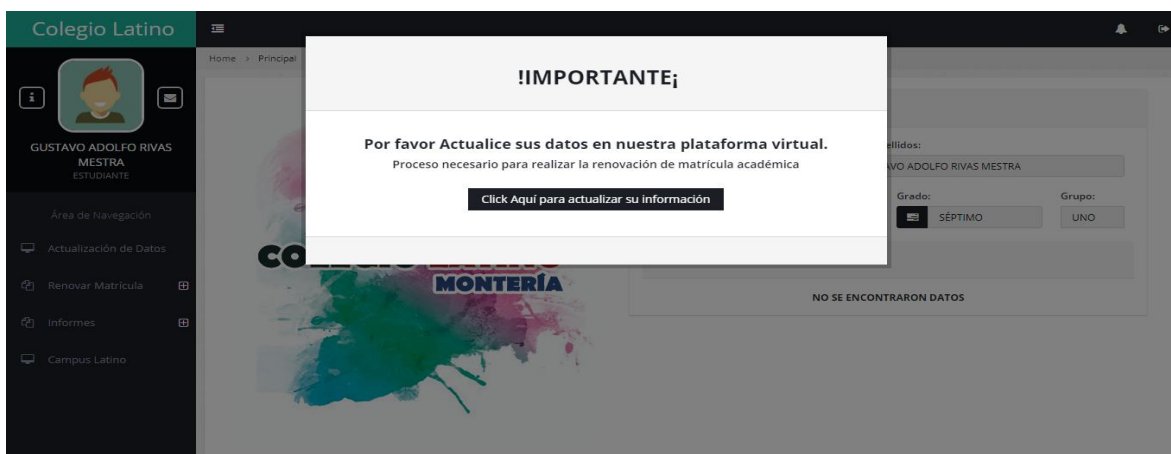 Colegio Latino
GUSTAVO ADOLFO RIVAS
MESTRA
ESTUDIANTE
Área de Navegación
Actualización de Datos
Renovar Matrícula
Informes
Campus Latino
Home > Principal
!IMPORTANTE¡
Por favor Actualice sus datos en nuestra plataforma virtual.
Proceso necesario para realizar la renovación de matrícula académica
Click Aquí para actualizar su información
ADOLFO RIVAS MESTRA
Grado:
Grupo:
SÉPTIMO
UNO
MONTERÍA
NO SE ENCONTRARON DATOS